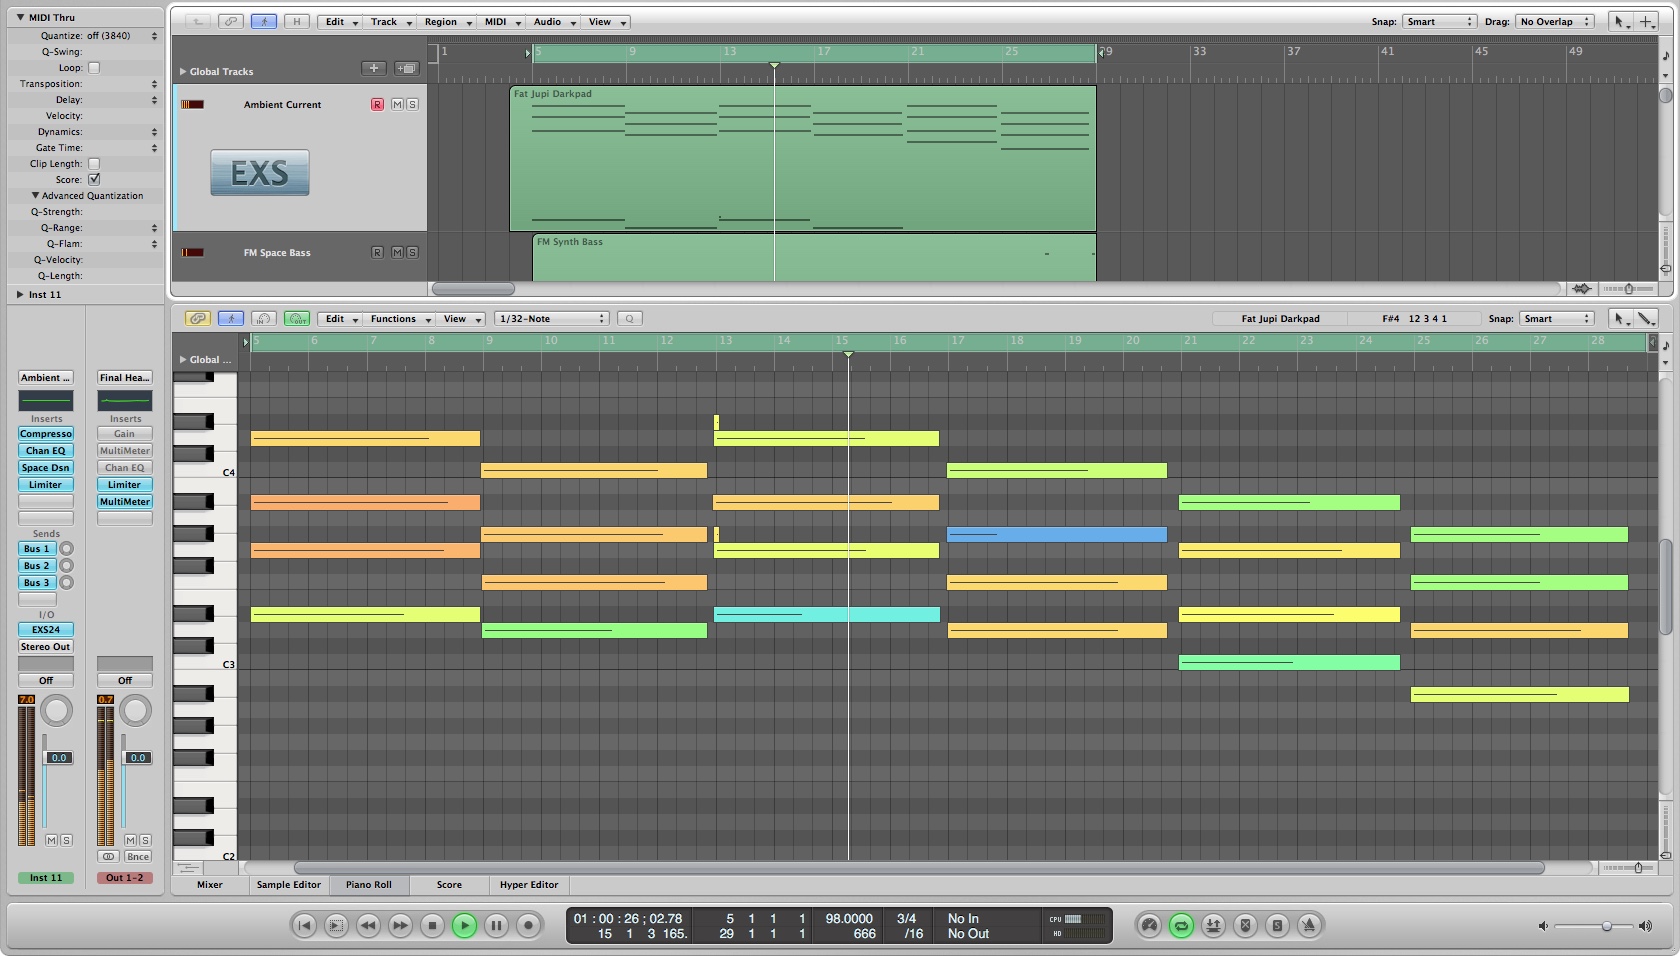 MIDI Thru
Quantize: off (3840)
Q-Swing:
Loop:
Transposition:
Delay:
Velocity:
Dynamics:
Gate Time:
Clip Length:
Score:
Advanced Quantization
Q-Strength:
Q-Range:
Q-Flam:
Q-Velocity:
Q-Length:
Inst 11
H Edit Track Region MIDI Audio View Snap: Smart Drag: No Overlap
1 5 9 13 17 21 25 29 33 37 41 45 49
Global Tracks
Ambient Current R M S
EXS
Fat Jupi Darkpad
FM Space Bass R M S
FM Synth Bass
IN OUT Edit Functions View 1/32-Note Q Fat Jupi Darkpad F#4 12 3 4 1 Snap: Smart
5 6 7 8 9 10 11 12 13 14 15 16 17 18 19 20 21 22 23 24 25 26 27 28
Global ...
C4
C3
C2
Ambient ... Final Hea...
Inserts Inserts
Compresso Gain
Chan EQ MultiMeter
Space Dsn Chan EQ
Limiter Limiter
MultiMeter
Sends
Bus 1
Bus 2
Bus 3
I/O
EXS24
Stereo Out
Off Off
7.0 0.7
0.0 0.0
M S M S
Bnce
Inst 11 Out 1-2
Mixer Sample Editor Piano Roll Score Hyper Editor
01 : 00 : 26 ; 02.78 5 1 1 1 98.0000 3/4 No In CPU
15 1 3 165. 29 1 1 1 666 /16 No Out HD
S